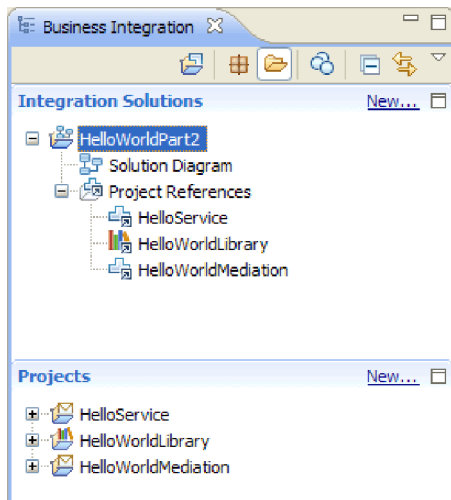 Business Integration
Integration Solutions New...
HelloWorldPart2
Solution Diagram
Project References
HelloService
HelloWorldLibrary
HelloWorldMediation
Projects New...
HelloService
HelloWorldLibrary
HelloWorldMediation